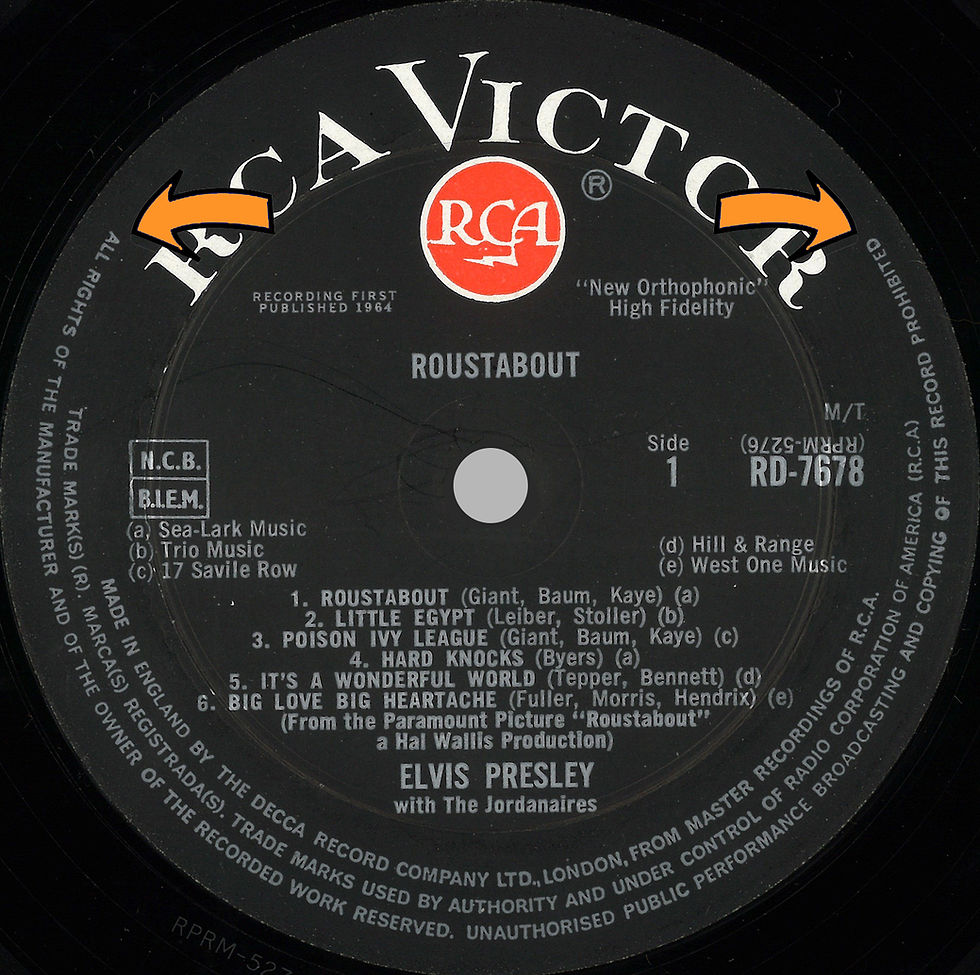 RCA VICTOR
RCA
®
RECORDING FIRST
PUBLISHED 1964
"New Orthophonic"
High Fidelity
ROUSTABOUT
M/T
Side
1
(RPRM-5276)
RD-7678
N.C.B.
B.I.E.M.
(a) Sea-Lark Music
(b) Trio Music
(c) 17 Savile Row
(d) Hill & Range
(e) West One Music
1. ROUSTABOUT (Giant, Baum, Kaye) (a)
2. LITTLE EGYPT (Leiber, Stoller) (b)
3. POISON IVY LEAGUE (Giant, Baum, Kaye) (c)
4. HARD KNOCKS (Byers) (a)
5. IT'S A WONDERFUL WORLD (Tepper, Bennett) (d)
6. BIG LOVE BIG HEARTACHE (Fuller, Morris, Hendrix) (e)
(From the Paramount Picture "Roustabout"
a Hal Wallis Production)
ELVIS PRESLEY
with The Jordanaires
MADE IN ENGLAND BY THE DECCA RECORD COMPANY LTD., LONDON, FROM MASTER RECORDINGS OF R.C.A.
TRADE MARK(S) (R). MARCA(S) REGISTRADA(S). TRADE MARKS USED BY AUTHORITY AND UNDER CONTROL OF RADIO CORPORATION OF AMERICA (R.C.A)
ALL RIGHTS OF THE MANUFACTURER AND OF THE OWNER OF THE RECORDED WORK RESERVED. UNAUTHORISED PUBLIC PERFORMANCE BROADCASTING AND COPYING OF THIS RECORD PROHIBITED